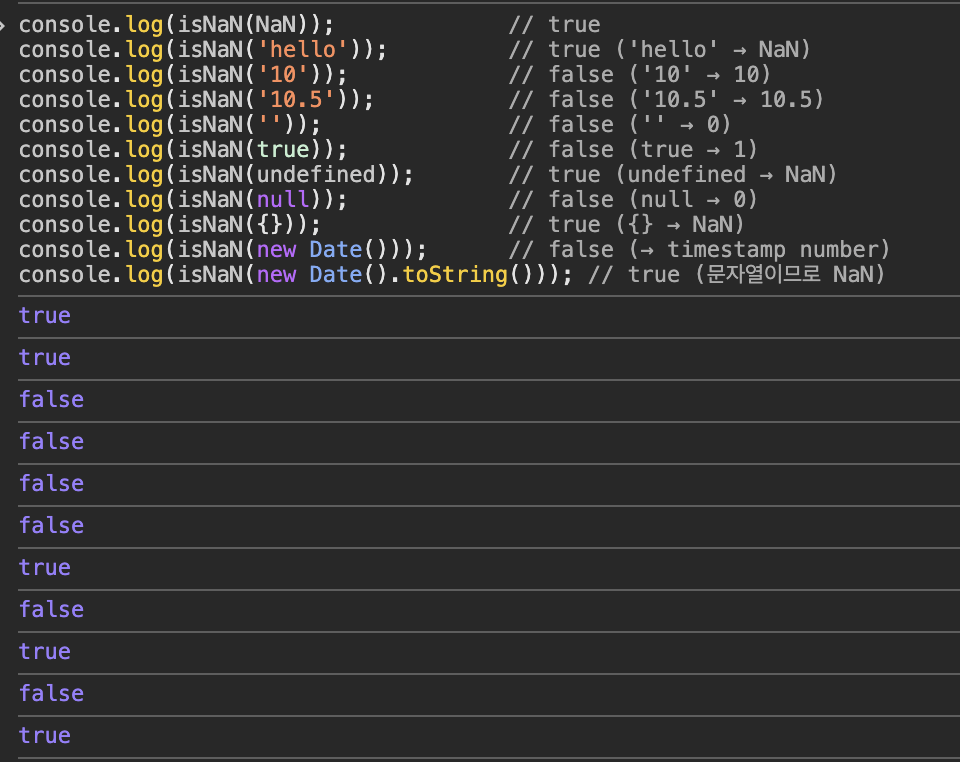 console.log(isNaN(NaN)); // true
console.log(isNaN('hello')); // true ('hello' → NaN)
console.log(isNaN('10')); // false ('10' → 10)
console.log(isNaN('10.5')); // false ('10.5' → 10.5)
console.log(isNaN('')); // false ('' → 0)
console.log(isNaN(true)); // false (true → 1)
console.log(isNaN(undefined)); // true (undefined → NaN)
console.log(isNaN(null)); // false (null → 0)
console.log(isNaN({})); // true ({} → NaN)
console.log(isNaN(new Date())); // false (→ timestamp number)
console.log(isNaN(new Date().toString())); // true (문자열이므로 NaN)
true
true
false
false
false
false
true
false
true
false
true